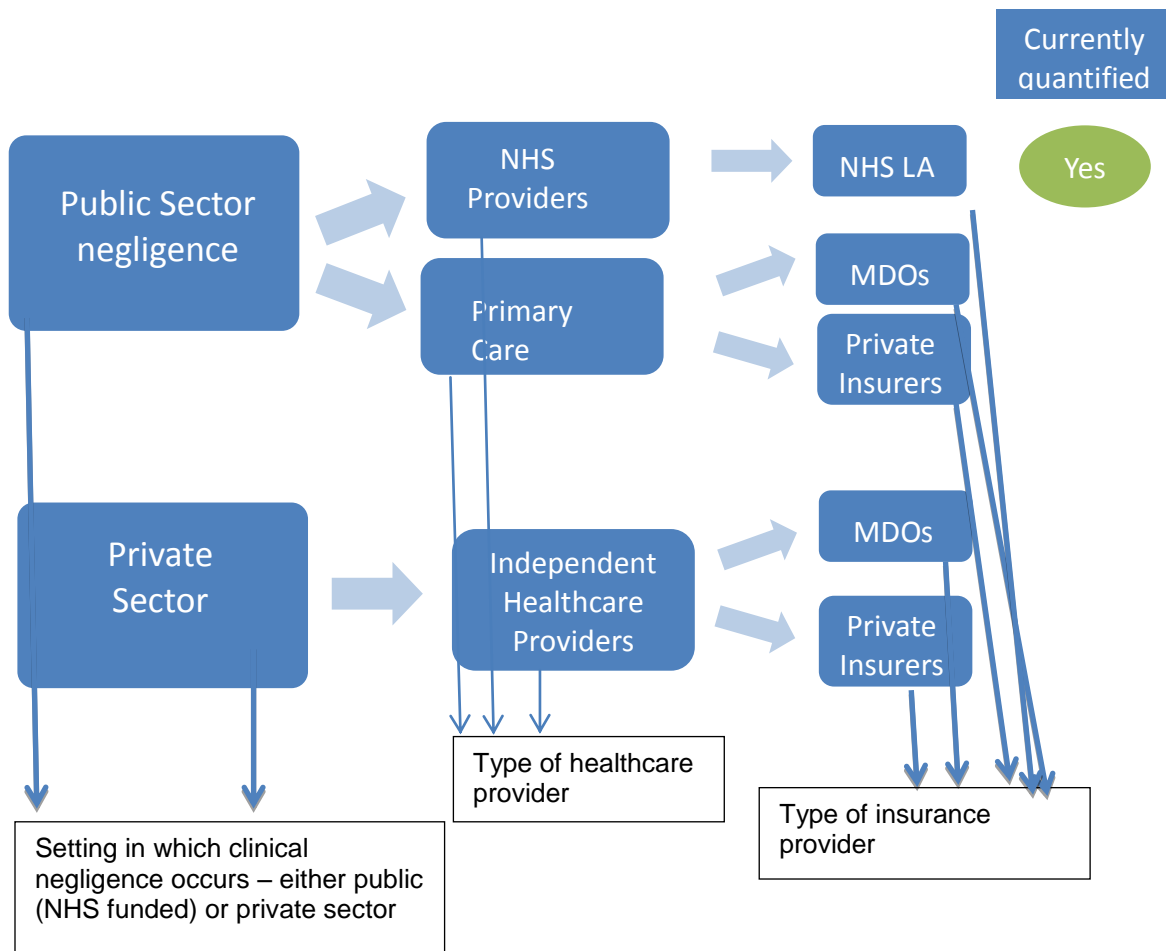 Currently
quantified
Public Sector
negligence
NHS
Providers
NHS LA
Yes
Primary
Care
MDOs
Private
Insurers
Private
Sector
Independent
Healthcare
Providers
MDOs
Private
Insurers
Setting in which clinical
negligence occurs – either public
(NHS funded) or private sector
Type of healthcare
provider
Type of insurance
provider